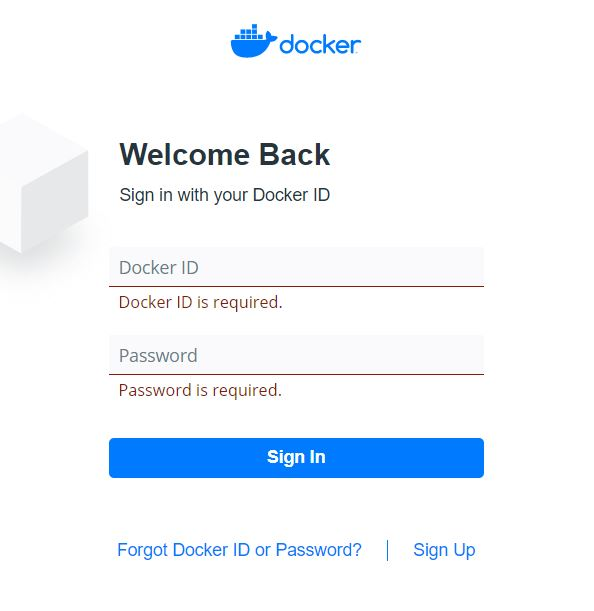 docker
Welcome Back
Sign in with your Docker ID
Docker ID
Docker ID is required.
Password
Password is required.
Sign In
Forgot Docker ID or Password? Sign Up